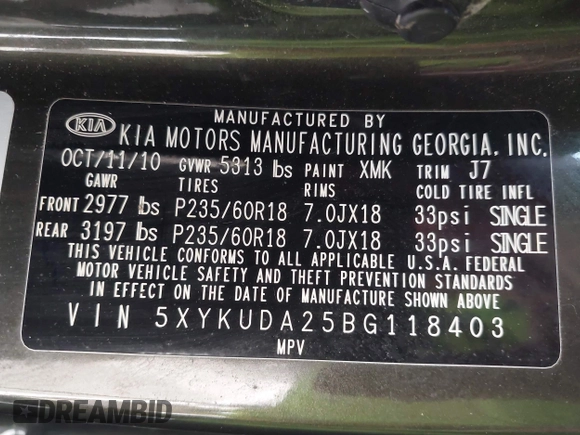 MANUFACTURED BY
KIA KIA MOTORS MANUFACTURING GEORGIA, INC.
OCT/11/10 GVWR 5313 lbs PAINT XMK TRIM J7
GAWR TIRES RIMS COLD TIRE INFL
FRONT 2977 lbs P235/60R18 7.0JX18 33psi SINGLE
REAR 3197 lbs P235/60R18 7.0JX18 33psi SINGLE
THIS VEHICLE CONFORMS TO ALL APPLICABLE U.S.A. FEDERAL
MOTOR VEHICLE SAFETY AND THEFT PREVENTION STANDARDS
IN EFFECT ON THE DATE OF MANUFACTURE SHOWN ABOVE
VIN 5XYKUDA25BG118403
MPV
DREAMBID